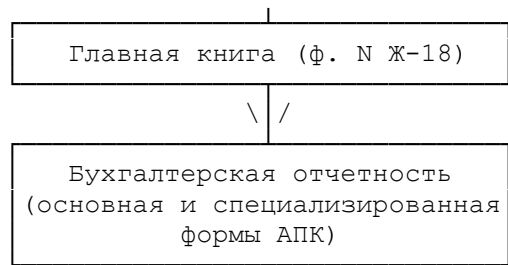 Главная книга (ф. N Ж-18)
Бухгалтерская отчетность
(основная и специализированная
формы АПК)